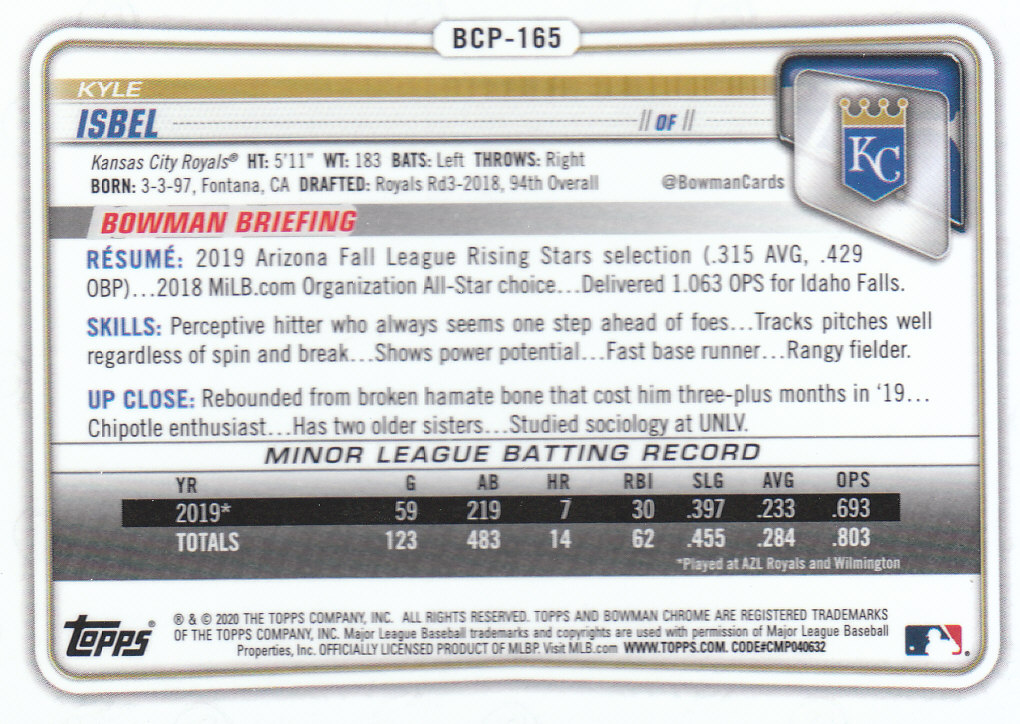 BCP-165
KYLE
ISBEL // OF //
KC
Kansas City Royals® HT: 5'11" WT: 183 BATS: Left THROWS: Right
BORN: 3-3-97, Fontana, CA DRAFTED: Royals Rd3-2018, 94th Overall @BowmanCards
BOWMAN BRIEFING
RÉSUMÉ: 2019 Arizona Fall League Rising Stars selection (.315 AVG, .429
OBP)...2018 MiLB.com Organization All-Star choice...Delivered 1.063 OPS for Idaho Falls.
SKILLS: Perceptive hitter who always seems one step ahead of foes...Tracks pitches well
regardless of spin and break...Shows power potential...Fast base runner...Rangy fielder.
UP CLOSE: Rebounded from broken hamate bone that cost him three-plus months in '19...
Chipotle enthusiast...Has two older sisters...Studied sociology at UNLV.
MINOR LEAGUE BATTING RECORD
YR G AB HR RBI SLG AVG OPS
2019* 59 219 7 30 .397 .233 .693
TOTALS 123 483 14 62 .455 .284 .803
*Played at AZL Royals and Wilmington
Topps®
® & © 2020 THE TOPPS COMPANY, INC. ALL RIGHTS RESERVED. TOPPS AND BOWMAN CHROME ARE REGISTERED TRADEMARKS
OF THE TOPPS COMPANY, INC. Major League Baseball trademarks and copyrights are used with permission of Major League Baseball
Properties, Inc. OFFICIALLY LICENSED PRODUCT OF MLBP. Visit MLB.com WWW.TOPPS.COM. CODE#CMP040632